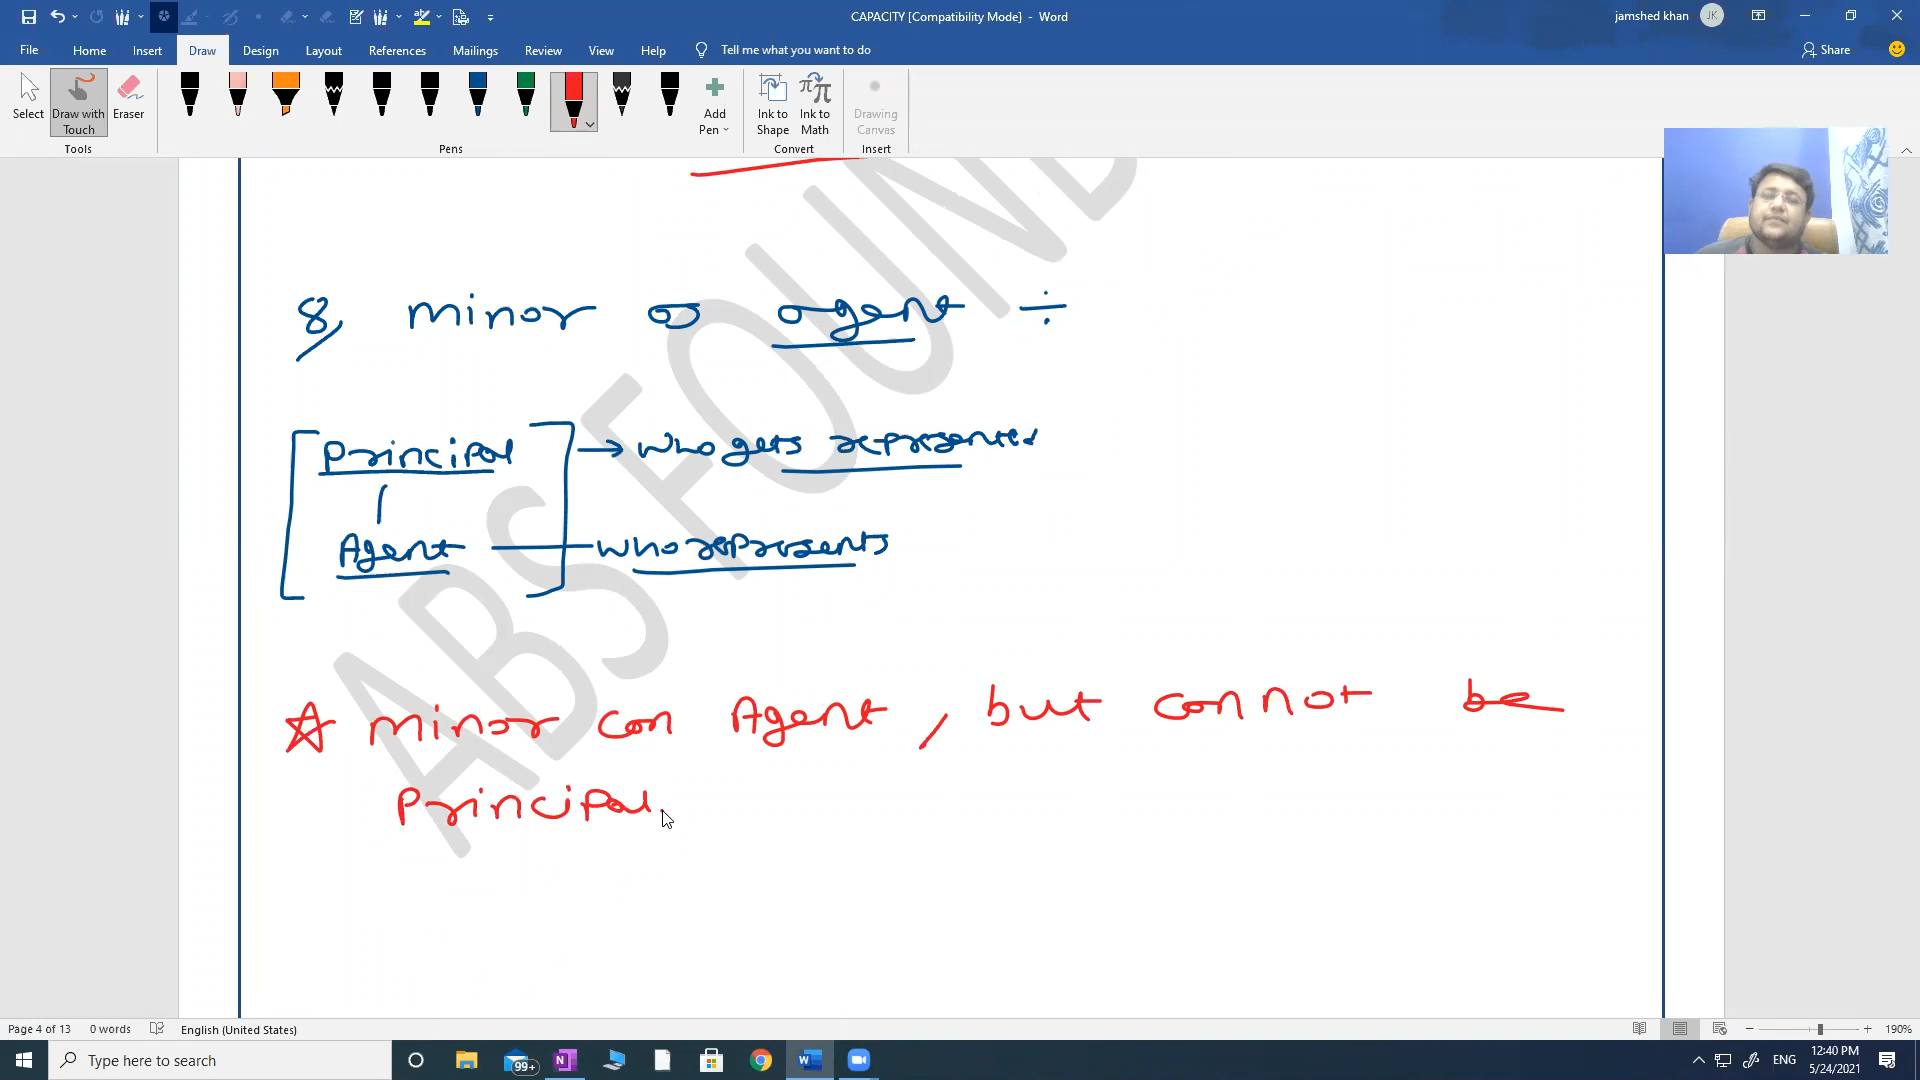 CAPACITY [Compatibility Mode] - Word
jamshed khan JK
File Home Insert Draw Design Layout References Mailings Review View Help Tell me what you want to do Share
Select Draw with Touch Eraser Add Pen Ink to Shape Ink to Math Drawing Canvas
Tools Pens Convert Insert
ABS FOUND
8, minor as agent ÷
Principal → who gets represented
Agent — who represents
☆ minor can Agent, but cannot be
Principal.
Page 4 of 13 0 words English (United States) 190%
Type here to search 99+ ENG 12:40 PM
5/24/2021